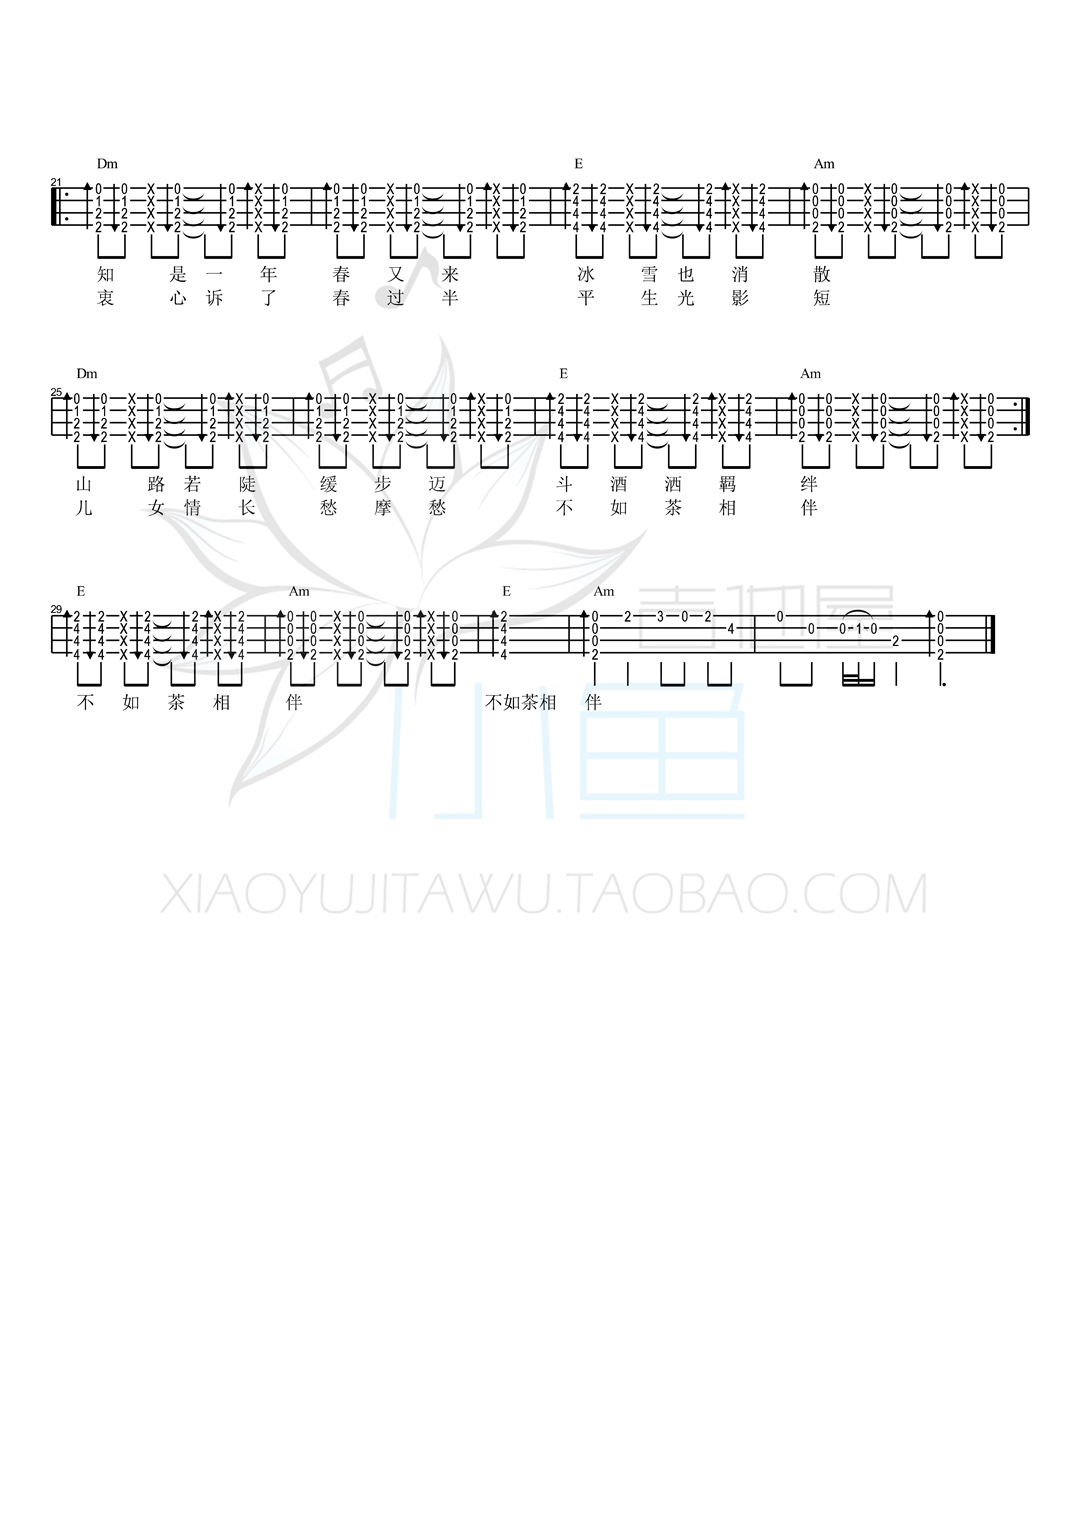 Dm E Am
21
知 是 一 年 春 又 来 冰 雪 也 消 散
衷 心 诉 了 春 过 半 平 生 光 影 短
Dm E Am
25
山 路 若 陡 缓 步 迈 斗 酒 洒 羁 绊
儿 女 情 长 愁 摩 愁 不 如 茶 相 伴
E Am E Am
29
不 如 茶 相 伴 不如茶相 伴
吉他屋
小鱼
XIAOYUJITAWU.TAOBAO.COM